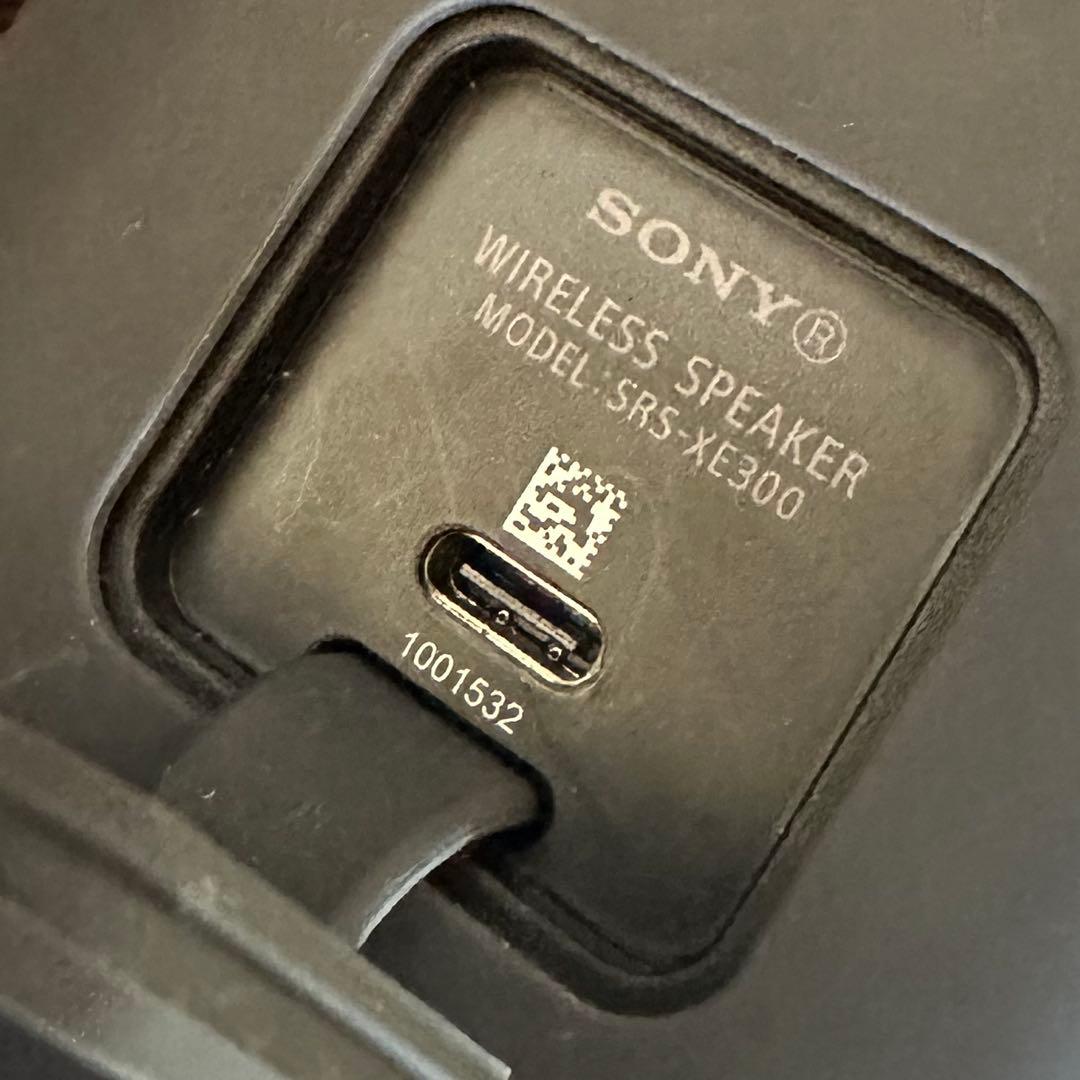 SONY®
WIRELESS SPEAKER
MODEL: SRS-XE300
1001532